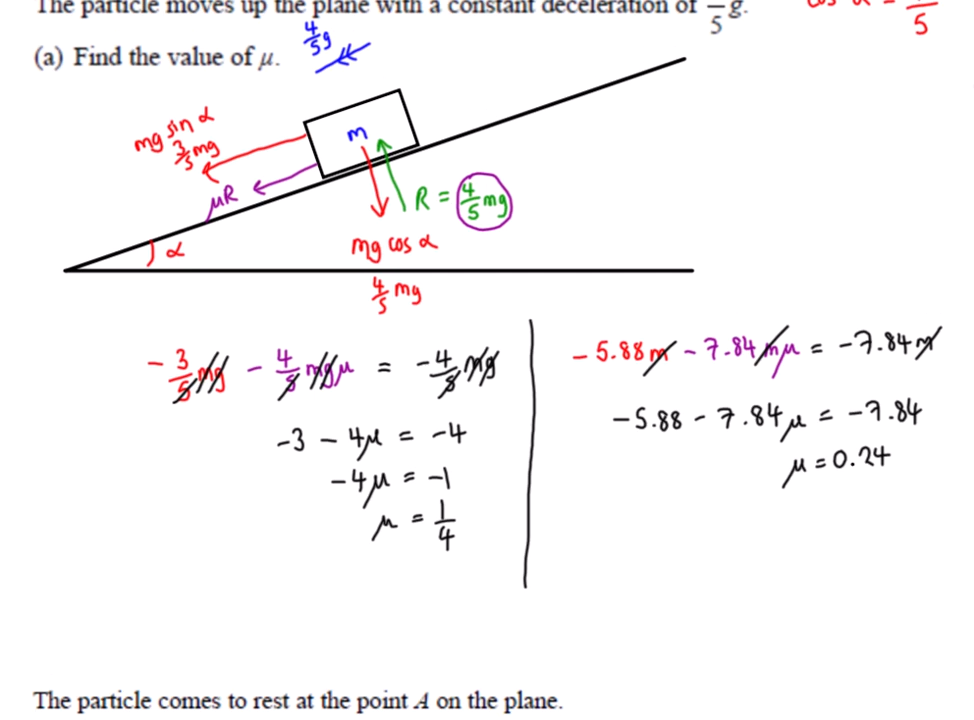 The particle moves up the plane with a constant deceleration of –/5 g.
cos α = –/5
(a) Find the value of μ.
4/5 g
mg sin α
3/5 mg
m
μR
R = 4/5 mg
α
mg cos α
4/5 mg
- 3/5 mg - 4/5 mgμ = -4/5 mg
-3 - 4μ = -4
-4μ = -1
μ = 1/4
-5.88m - 7.84mμ = -7.84m
-5.88 - 7.84μ = -7.84
μ = 0.24
The particle comes to rest at the point A on the plane.